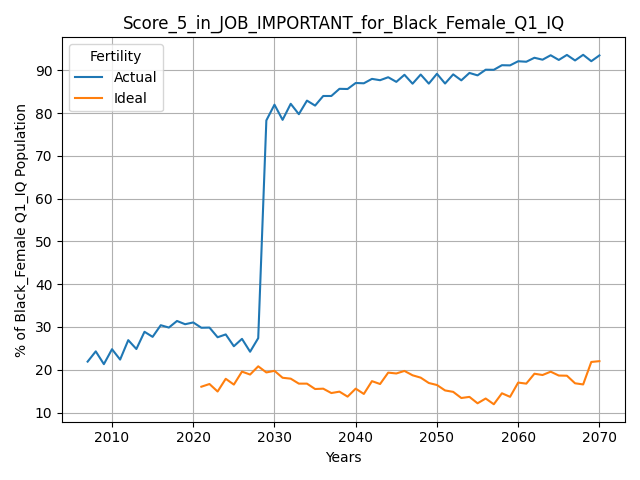 Score_5_in_JOB_IMPORTANT_for_Black_Female_Q1_IQ
Fertility
Actual
Ideal
% of Black_Female Q1_IQ Population
90
80
70
60
50
40
30
20
10
2010 2020 2030 2040 2050 2060 2070
Years